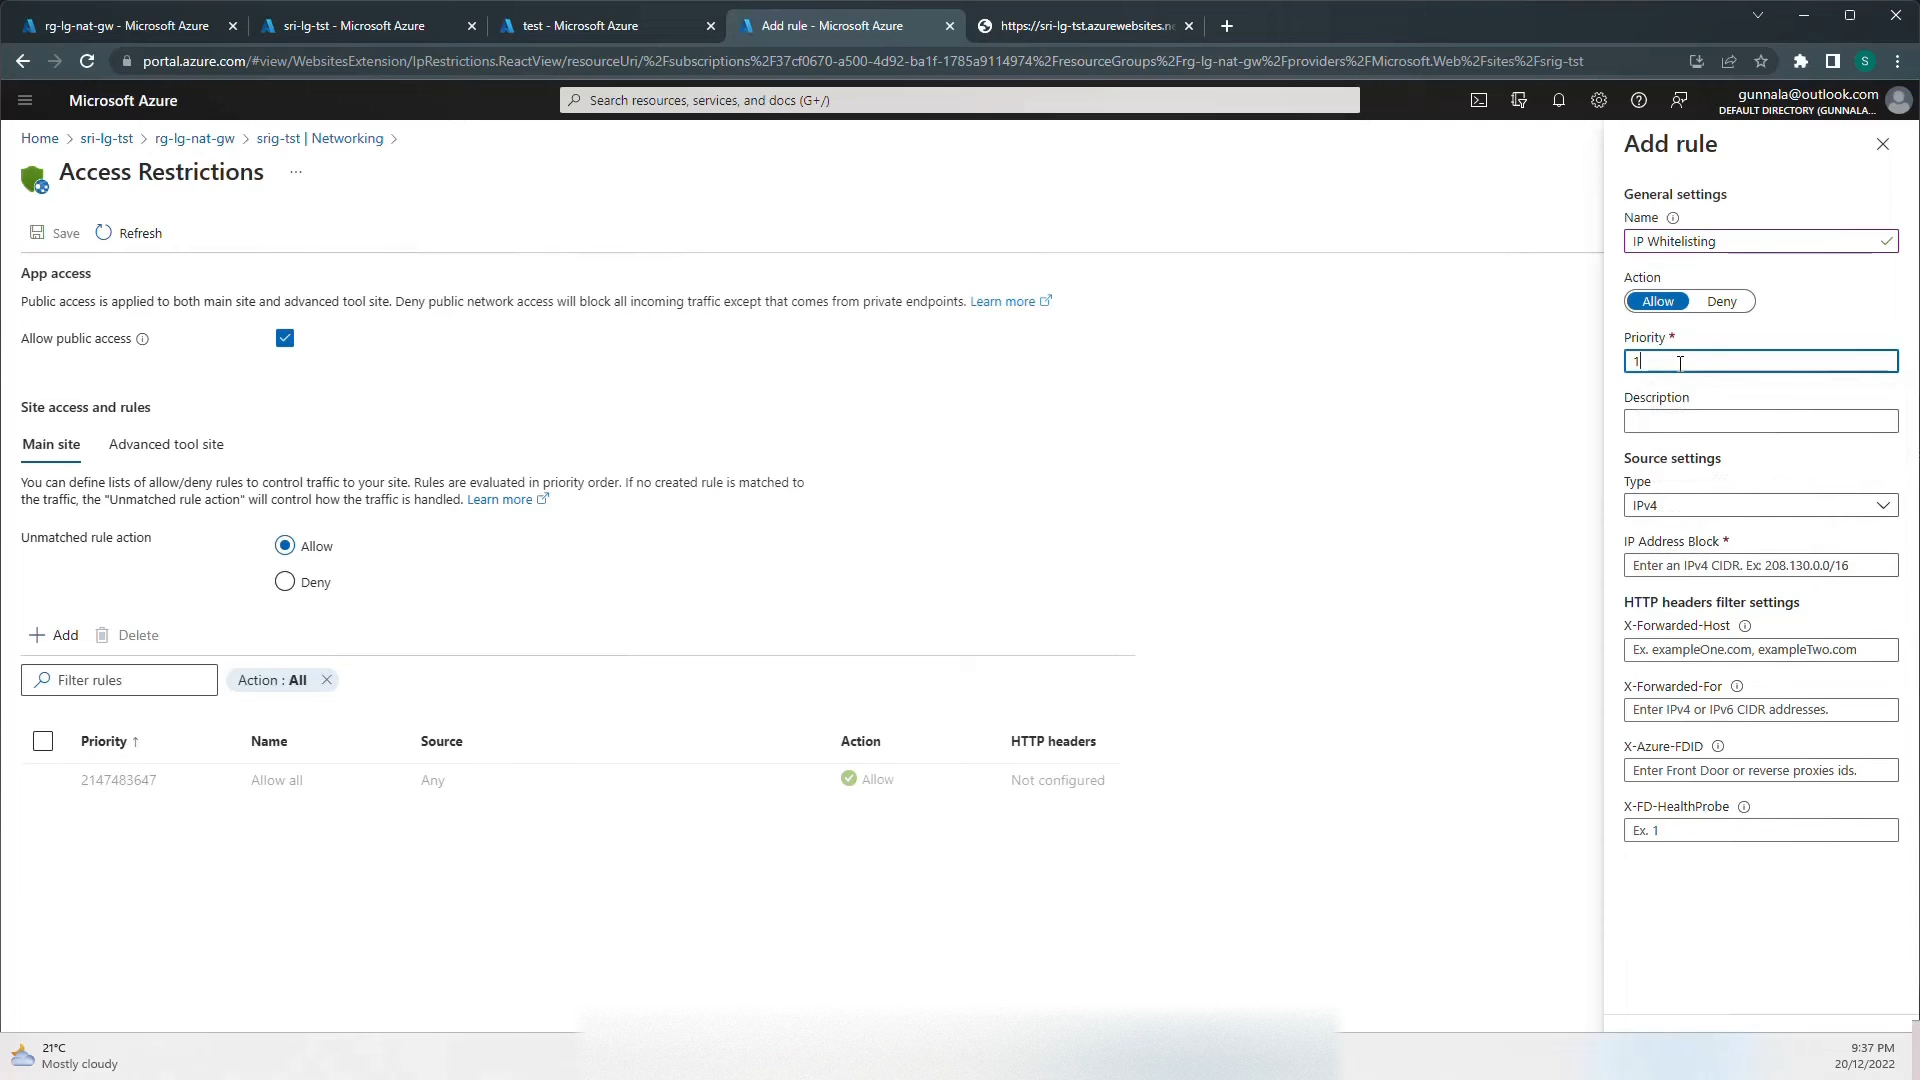 rg-lg-nat-gw - Microsoft Azure
sri-lg-tst - Microsoft Azure
test - Microsoft Azure
Add rule - Microsoft Azure
https://sri-lg-tst.azurewebsites.ne
portal.azure.com/#view/WebsitesExtension/IpRestrictions.ReactView/resourceUri/%2Fsubscriptions%2F37cf0670-a500-4d92-ba1f-1785a9114974%2FresourceGroups%2Frg-lg-nat-gw%2Fproviders%2FMicrosoft.Web%2Fsites%2Fsrig-tst
S
Microsoft Azure
Search resources, services, and docs (G+/)
gunnala@outlook.com
DEFAULT DIRECTORY (GUNNALA...
Home > sri-lg-tst > rg-lg-nat-gw > srig-tst | Networking >
Access Restrictions ...
Save
Refresh
App access
Public access is applied to both main site and advanced tool site. Deny public network access will block all incoming traffic except that comes from private endpoints. Learn more
Allow public access
Site access and rules
Main site
Advanced tool site
You can define lists of allow/deny rules to control traffic to your site. Rules are evaluated in priority order. If no created rule is matched to
the traffic, the "Unmatched rule action" will control how the traffic is handled. Learn more
Unmatched rule action
Allow
Deny
Add
Delete
Filter rules
Action : All
Priority ↑ Name Source Action HTTP headers
2147483647 Allow all Any Allow Not configured
Add rule
General settings
Name
IP Whitelisting
Action
Allow Deny
Priority *
1
Description
Source settings
Type
IPv4
IP Address Block *
Enter an IPv4 CIDR. Ex: 208.130.0.0/16
HTTP headers filter settings
X-Forwarded-Host
Ex. exampleOne.com, exampleTwo.com
X-Forwarded-For
Enter IPv4 or IPv6 CIDR addresses.
X-Azure-FDID
Enter Front Door or reverse proxies ids.
X-FD-HealthProbe
Ex. 1
21°C
Mostly cloudy
9:37 PM
20/12/2022